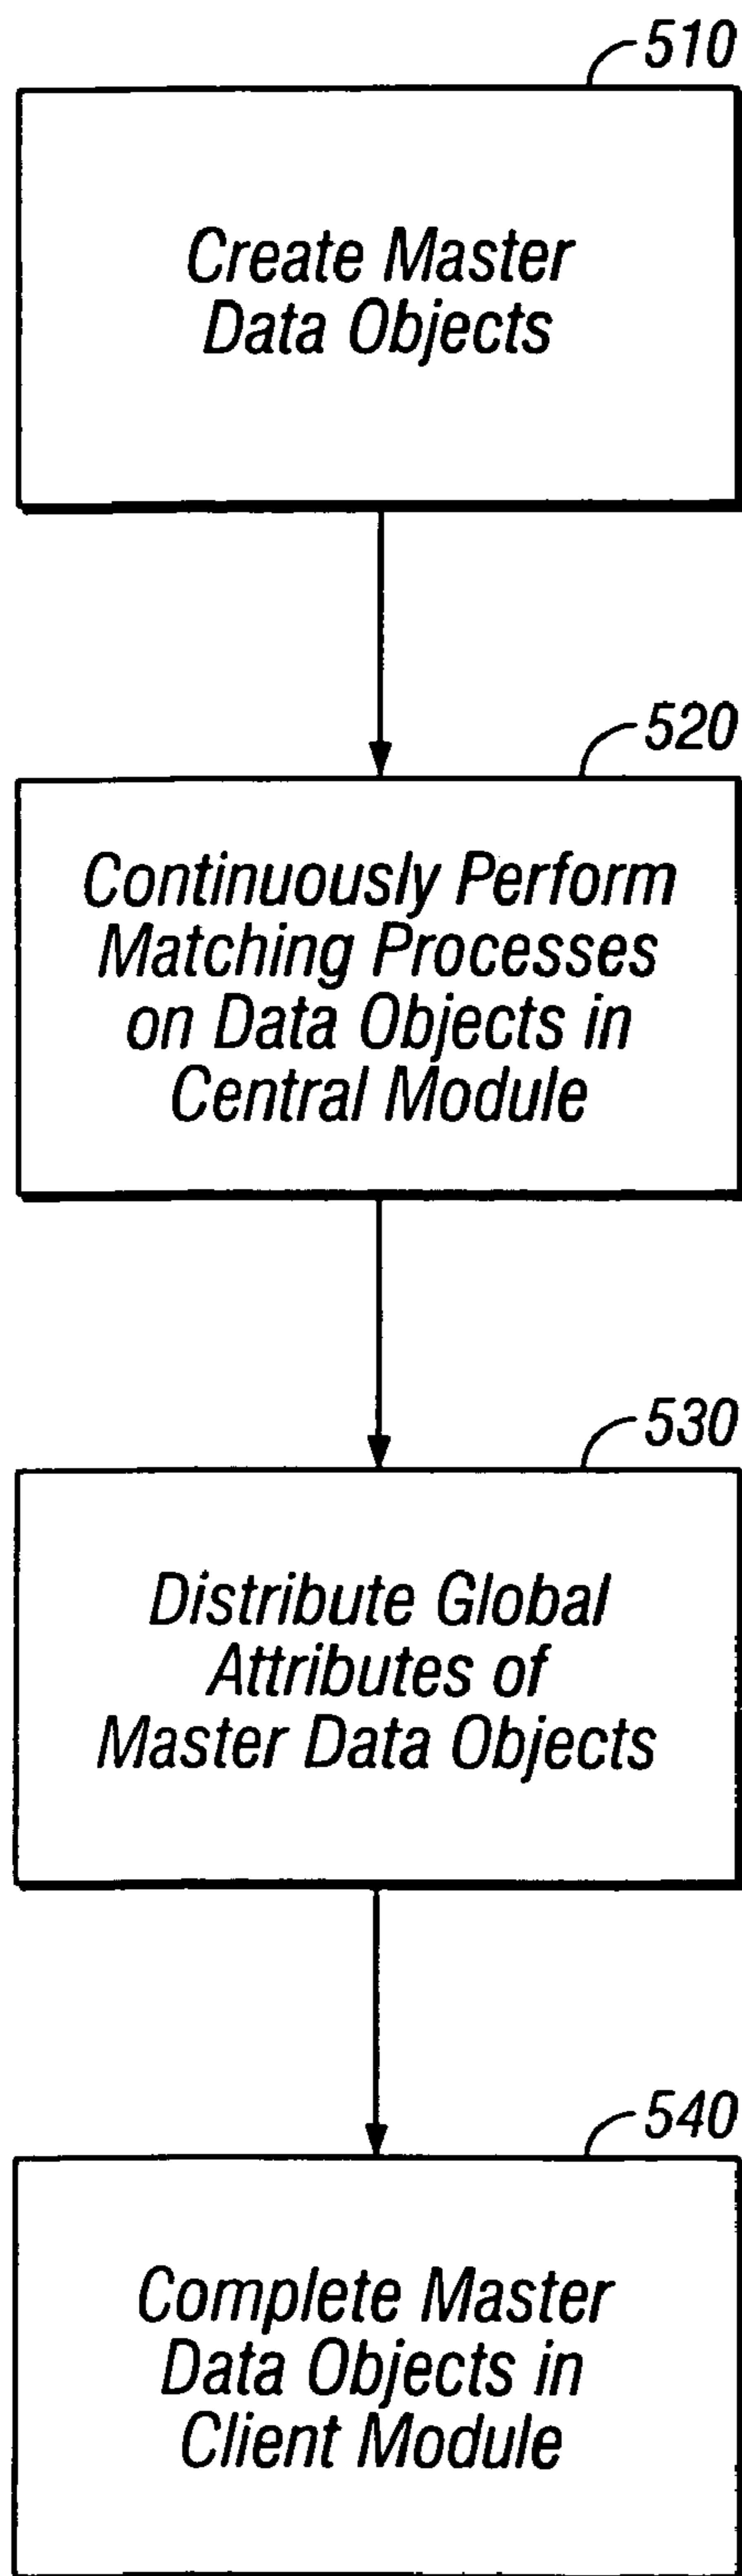 510
Create Master
Data Objects
520
Continuously Perform
Matching Processes
on Data Objects in
Central Module
530
Distribute Global
Attributes of
Master Data Objects
540
Complete Master
Data Objects in
Client Module